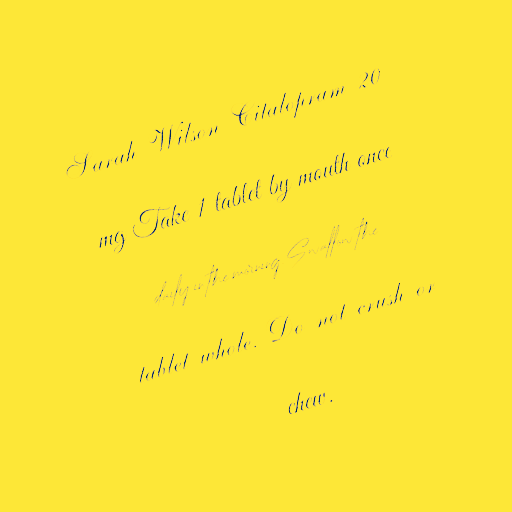 Sarah Wilson Citalopram 20
mg Take 1 tablet by mouth once
daily in the morning Swallow the
tablet whole. Do not crush or
chew.